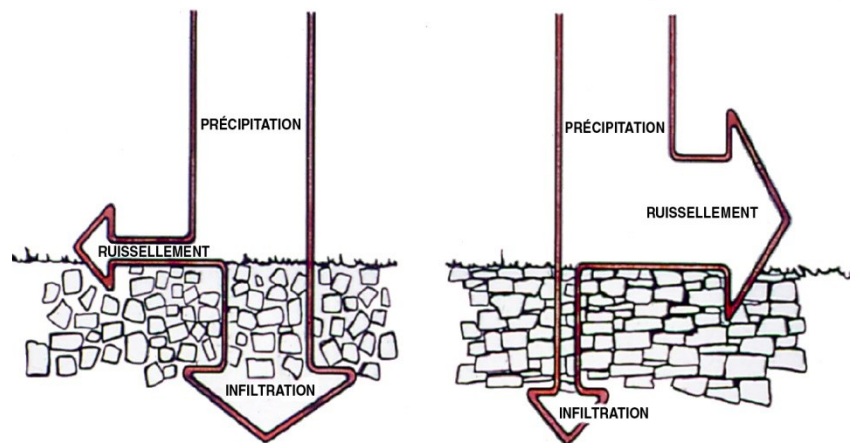 PRÉCIPITATION
RUISSELLEMENT
INFILTRATION
PRÉCIPITATION
RUISSELLEMENT
INFILTRATION